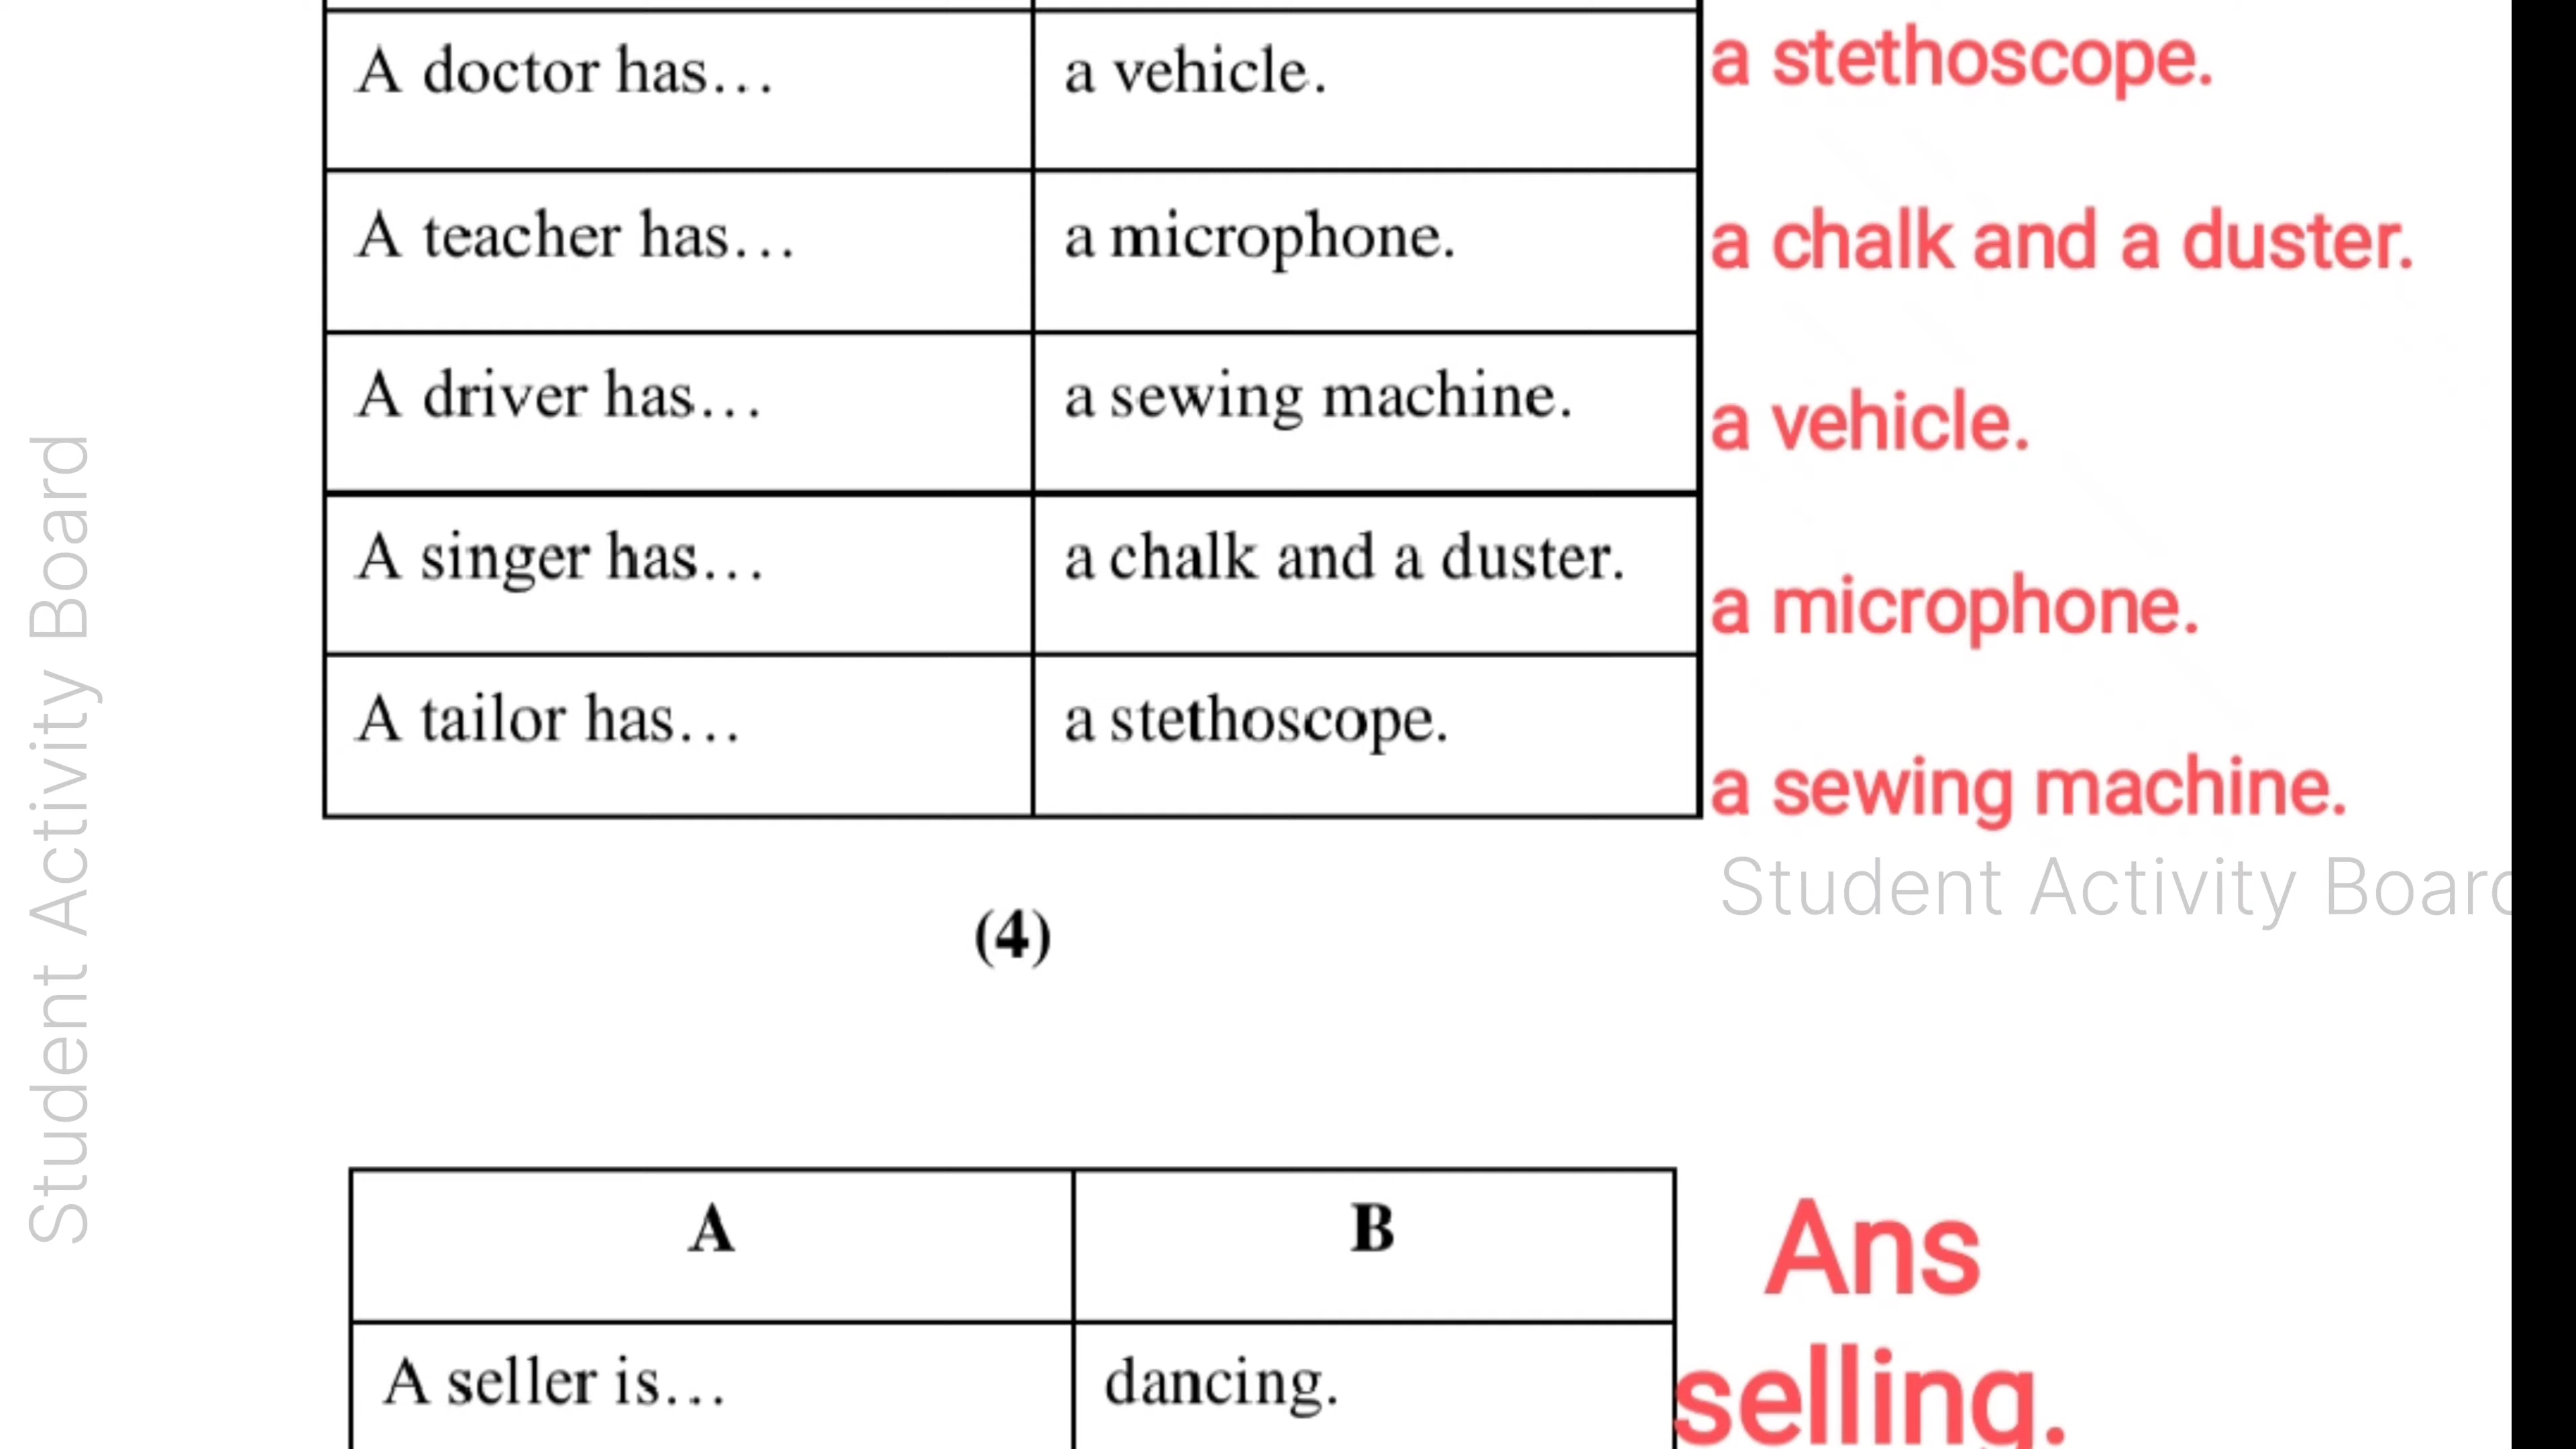 A doctor has... a vehicle. a stethoscope.
A teacher has... a microphone. a chalk and a duster.
A driver has... a sewing machine. a vehicle.
A singer has... a chalk and a duster. a microphone.
A tailor has... a stethoscope. a sewing machine.
Student Activity Board
Student Activity Board
(4)
A B Ans
A seller is... dancing. selling.